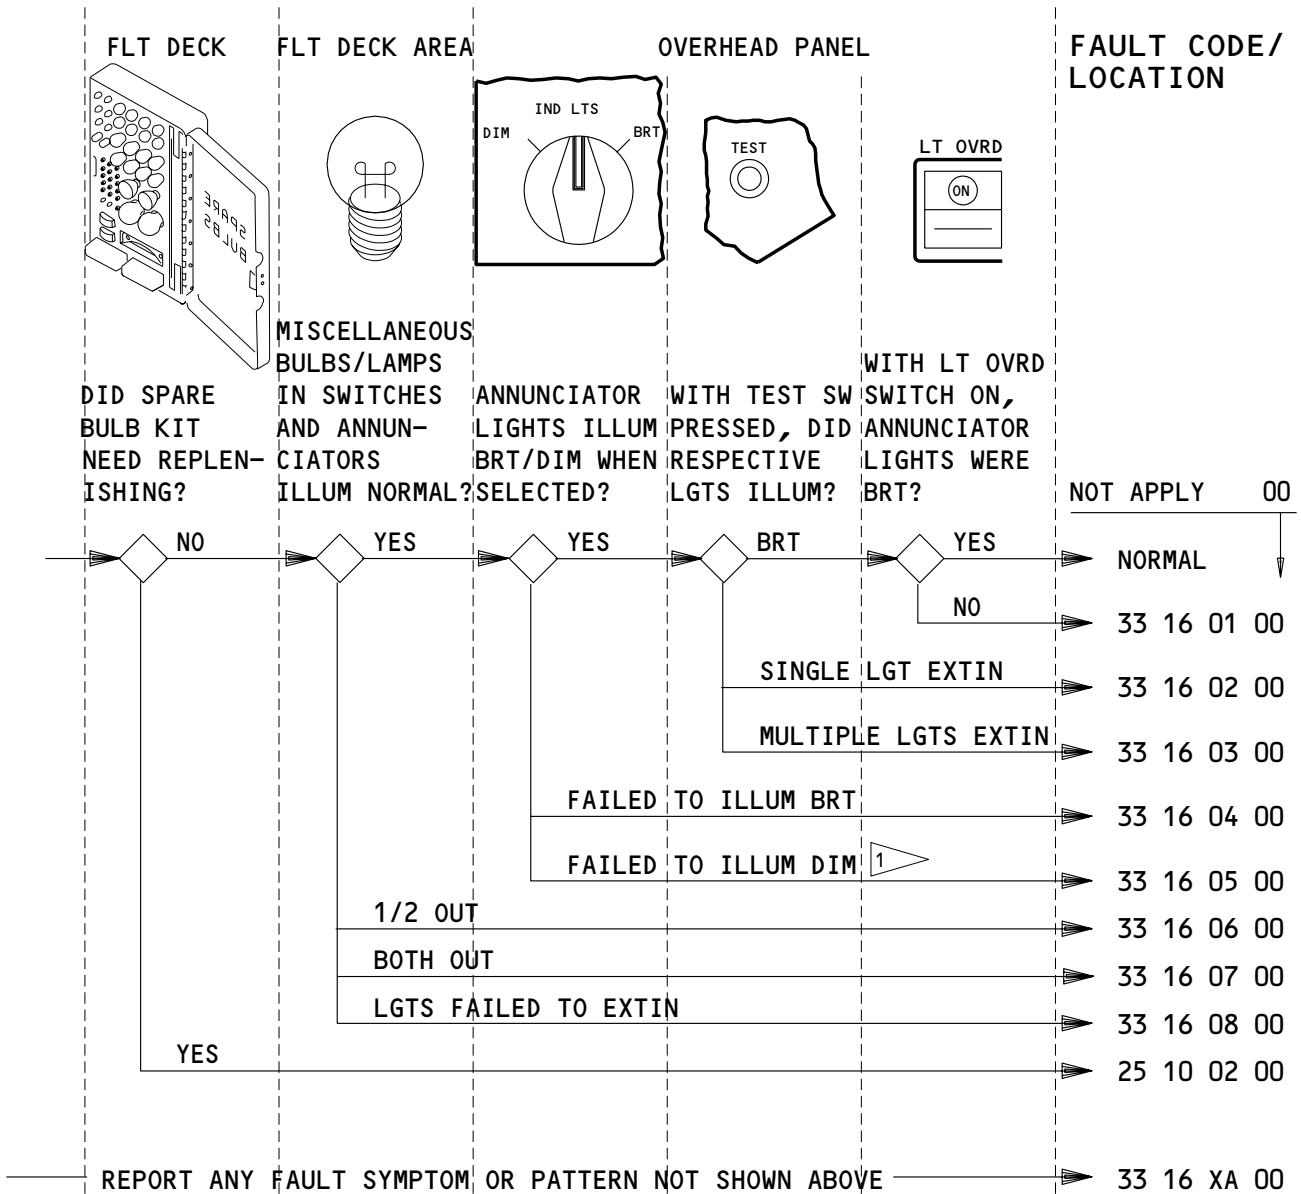 FLT DECK
FLT DECK AREA
OVERHEAD PANEL
FAULT CODE/
LOCATION
SPARE
BULBS
IND LTS
DIM
BRT
TEST
LT OVRD
ON
DID SPARE
BULB KIT
NEED REPLEN-
ISHING?
MISCELLANEOUS
BULBS/LAMPS
IN SWITCHES
AND ANNUN-
CIATORS
ILLUM NORMAL?
ANNUNCIATOR
LIGHTS ILLUM
BRT/DIM WHEN
SELECTED?
WITH TEST SW
PRESSED, DID
RESPECTIVE
LGTS ILLUM?
WITH LT OVRD
SWITCH ON,
ANNUNCIATOR
LIGHTS WERE
BRT?
NOT APPLY 00
NO YES YES BRT YES NORMAL
NO 33 16 01 00
SINGLE LGT EXTIN 33 16 02 00
MULTIPLE LGTS EXTIN 33 16 03 00
FAILED TO ILLUM BRT 33 16 04 00
FAILED TO ILLUM DIM 1 33 16 05 00
1/2 OUT 33 16 06 00
BOTH OUT 33 16 07 00
LGTS FAILED TO EXTIN 33 16 08 00
YES 25 10 02 00
REPORT ANY FAULT SYMPTOM OR PATTERN NOT SHOWN ABOVE 33 16 XA 00